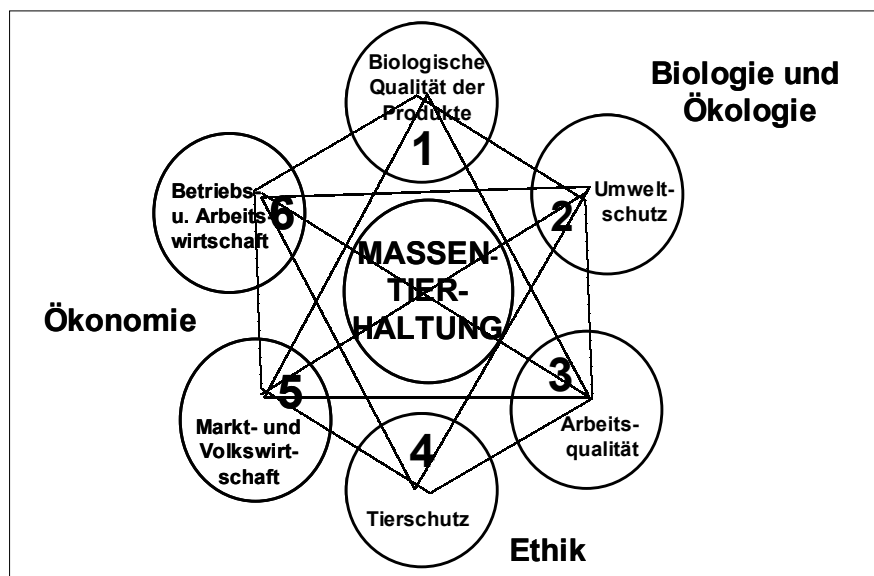 Biologische
Qualität der
Produkte
1
Biologie und
Ökologie
Umwelt-
schutz
2
Betriebs-
u. Arbeits-
wirtschaft
6
MASSEN-
TIER-
HALTUNG
Ökonomie
3
Arbeits-
qualität
5
Markt- und
Volkswirt-
schaft
4
Tierschutz
Ethik